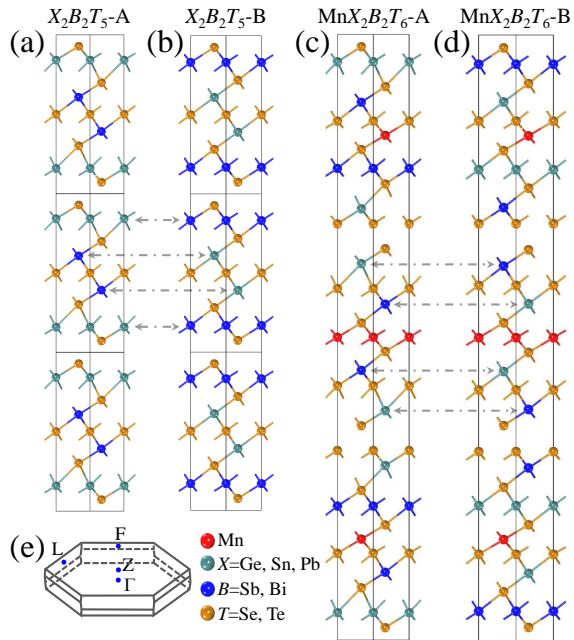 X₂B₂T₅-A
X₂B₂T₅-B
MnX₂B₂T₆-A
MnX₂B₂T₆-B
(a)
(b)
(c)
(d)
(e)
F
L
Z
Γ
Mn
X=Ge, Sn, Pb
B=Sb, Bi
T=Se, Te